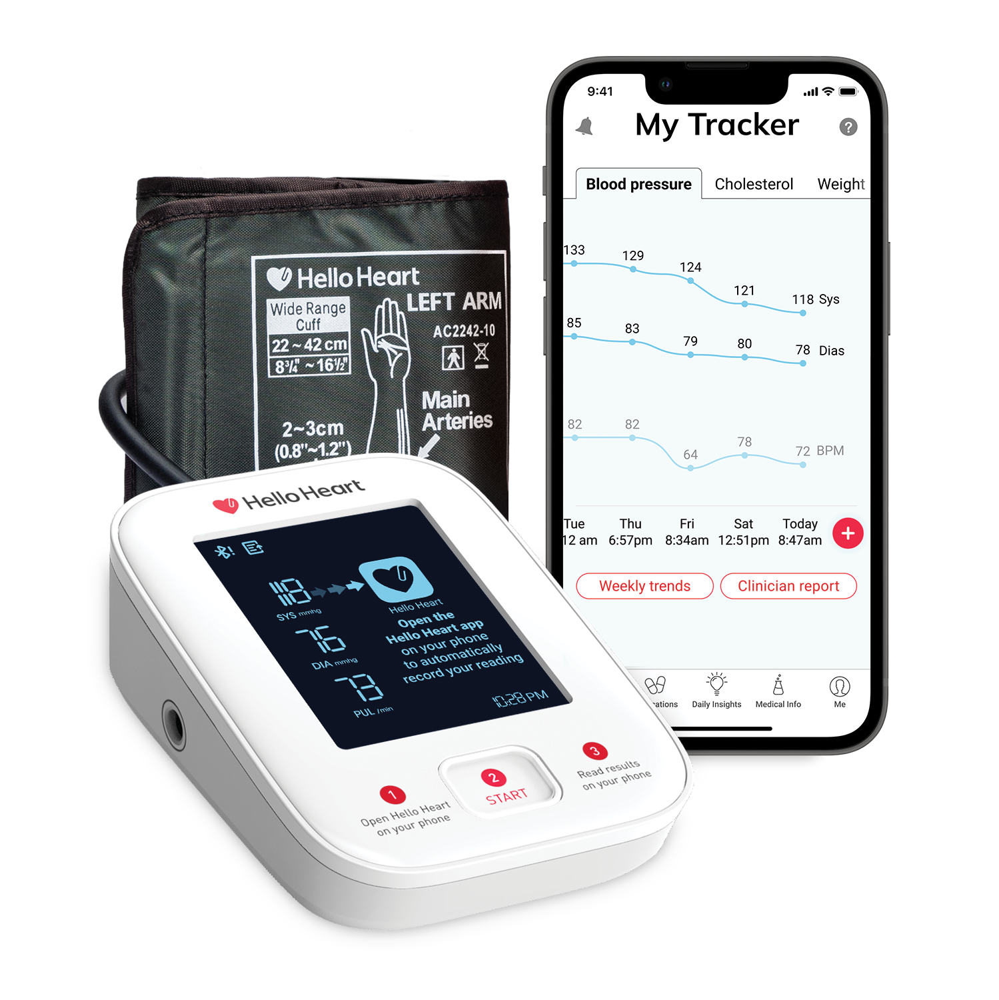 9:41
My Tracker
?
Blood pressure
Cholesterol
Weight
133
129
124
121
118 Sys
85
83
79
80
78 Dias
82
82
64
78
72 BPM
Tue
Thu
Fri
Sat
Today
12 am
6:57pm
8:34am
12:51pm
8:47am
+
Weekly trends
Clinician report
ations
Daily Insights
Medical Info
Me
Hello Heart
LEFT ARM
Wide Range
Cuff
22 ~ 42 cm
8¾" ~ 16½"
AC2242-10
Main
Arteries
2~3cm
(0.8"~1.2")
Hello Heart
118
SYS mmhg
76
DIA mmhg
73
PUL /min
Hello Heart
Open the
Hello Heart app
on your phone
to automatically
record your reading
10:28 PM
1
Open Hello Heart
on your phone
2
START
3
Read results
on your phone